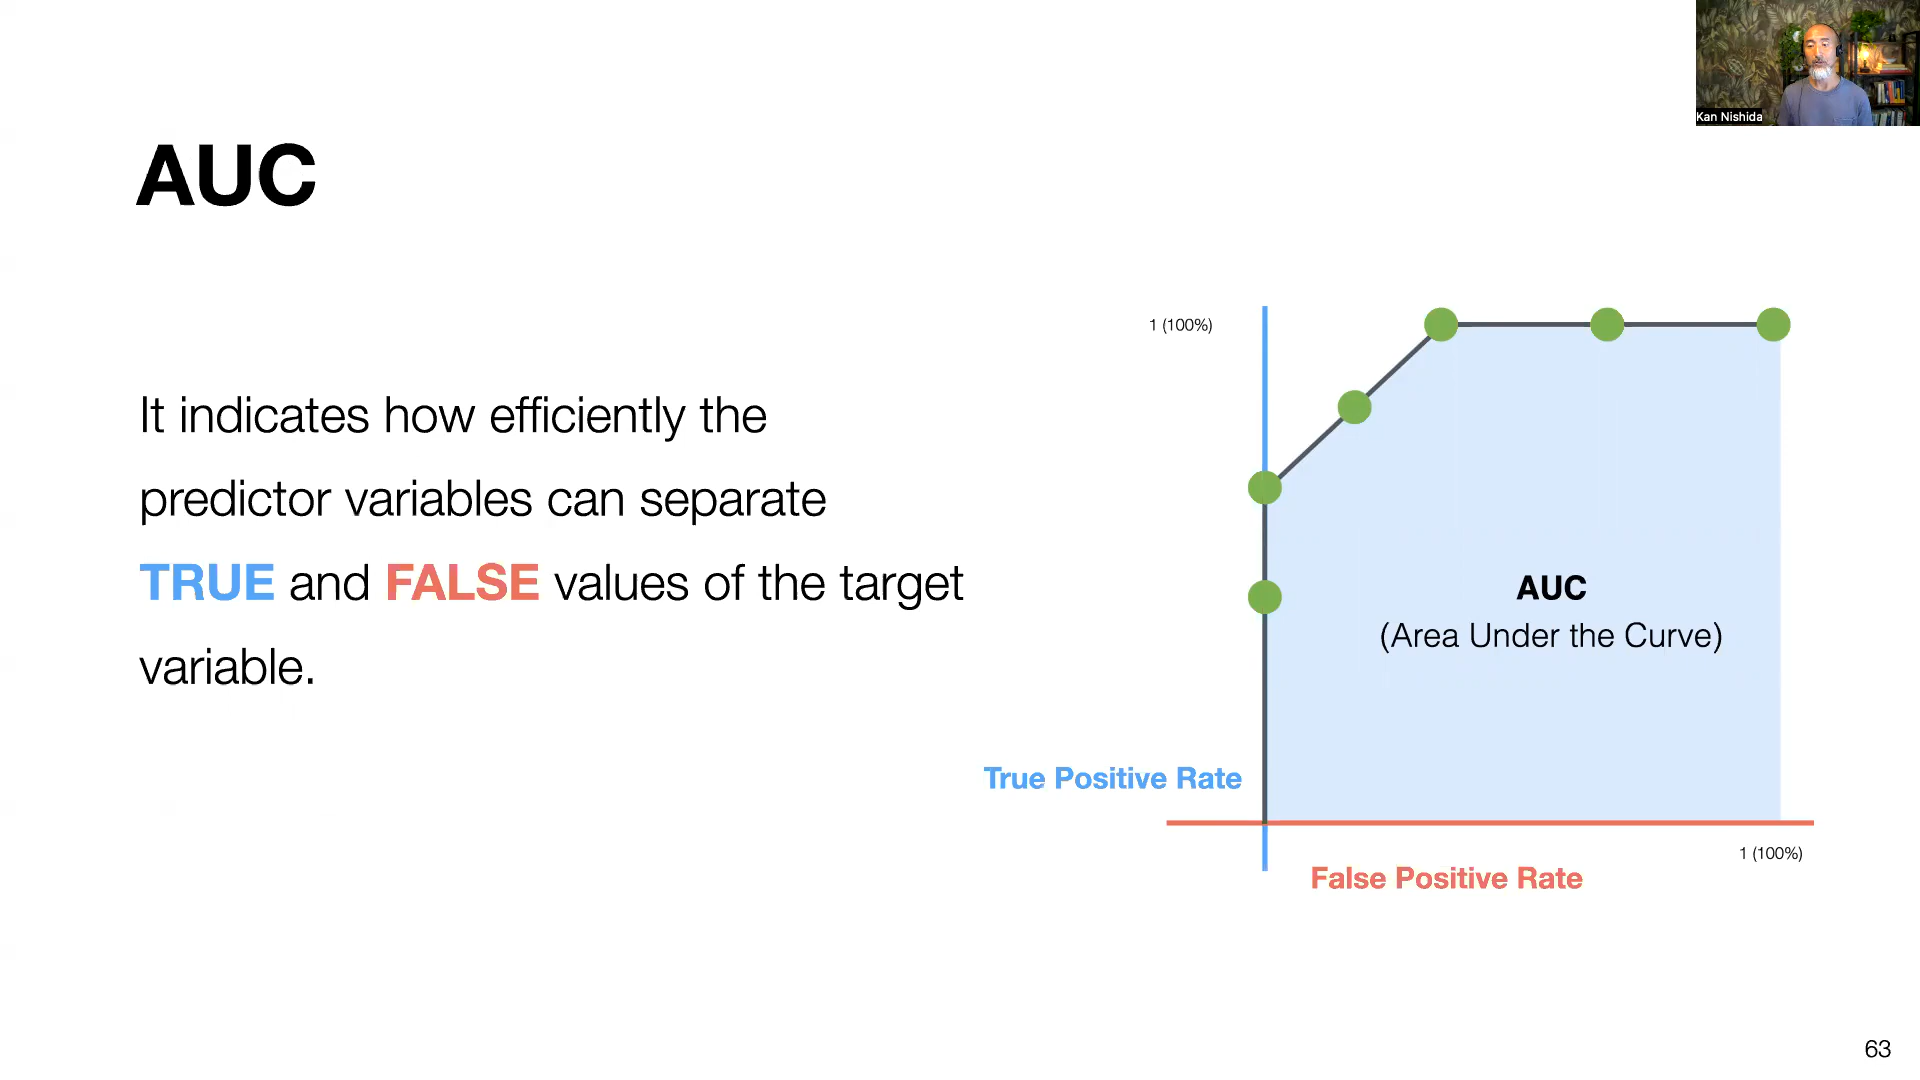 Kan Nishida
AUC
It indicates how efficiently the
predictor variables can separate
TRUE and FALSE values of the target
variable.
1 (100%)
AUC
(Area Under the Curve)
True Positive Rate
1 (100%)
False Positive Rate
63